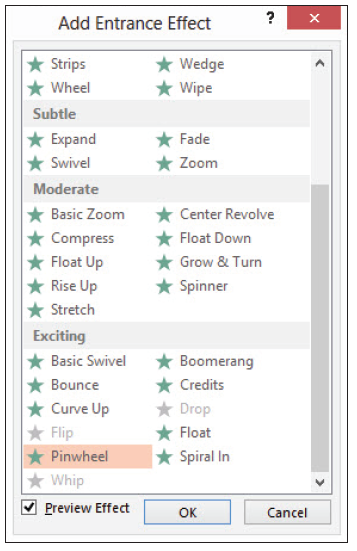 Add Entrance Effect ?
Strips Wedge
Wheel Wipe
Subtle
Expand Fade
Swivel Zoom
Moderate
Basic Zoom Center Revolve
Compress Float Down
Float Up Grow & Turn
Rise Up Spinner
Stretch
Exciting
Basic Swivel Boomerang
Bounce Credits
Curve Up Drop
Flip Float
Pinwheel Spiral In
Whip
Preview Effect OK Cancel